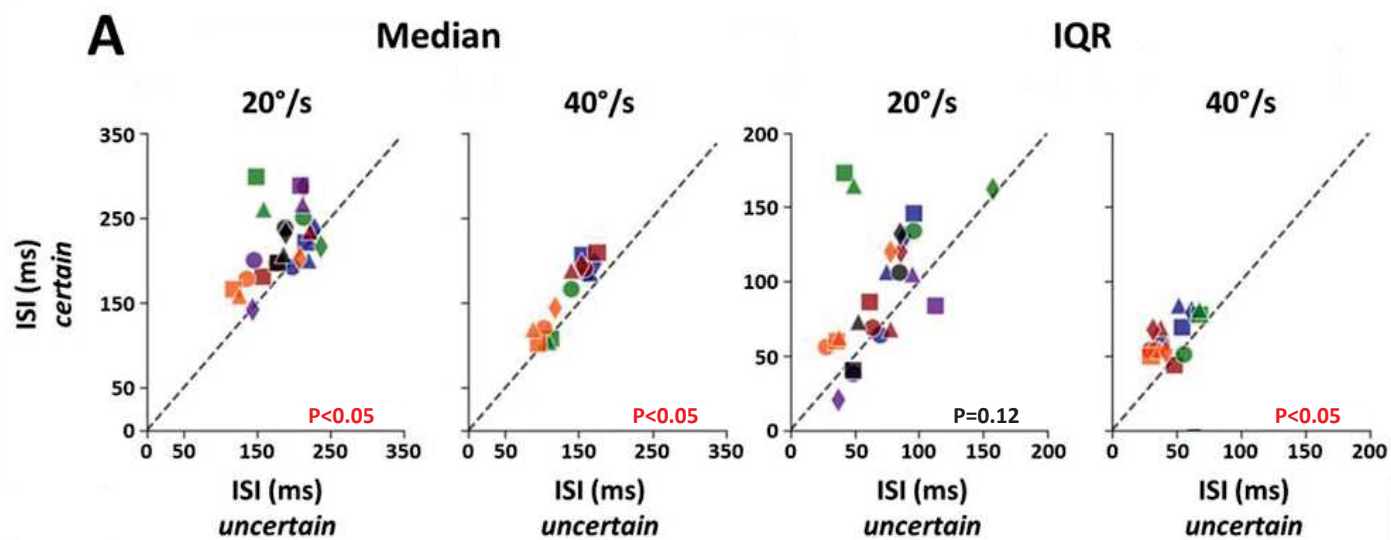 A
Median
IQR
20°/s
40°/s
20°/s
40°/s
ISI (ms)
certain
350
250
150
50
0
P<0.05
P<0.05
200
150
100
50
0
P=0.12
P<0.05
0 50 150 250 350
0 50 150 250 350
0 50 100 150 200
0 50 100 150 200
ISI (ms)
uncertain
ISI (ms)
uncertain
ISI (ms)
uncertain
ISI (ms)
uncertain